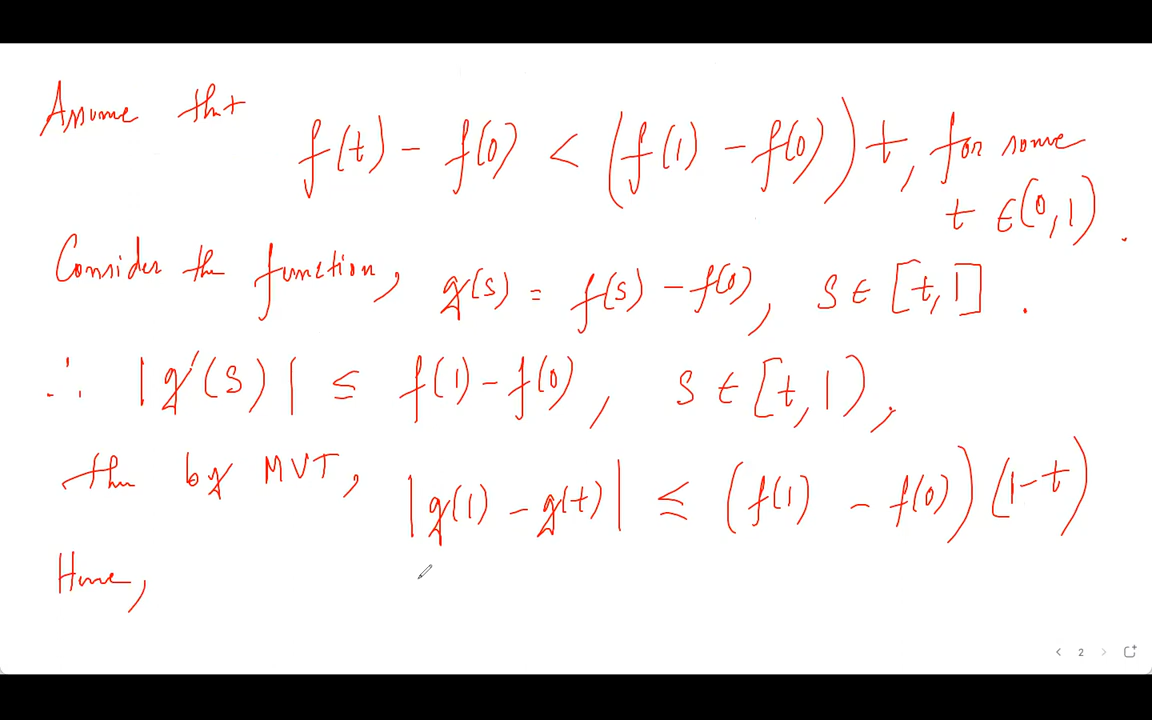 Assume that
f(t) - f(0) < (f(1) - f(0)) t, for some
t ∈ (0,1).
Consider the function, g(s) = f(s) - f(0), s ∈ [t,1].
∴ |g'(s)| ≤ f(1) - f(0), s ∈ [t,1),
then by MVT, |g(1) - g(t)| ≤ (f(1) - f(0)) (1-t)
Hence,
2